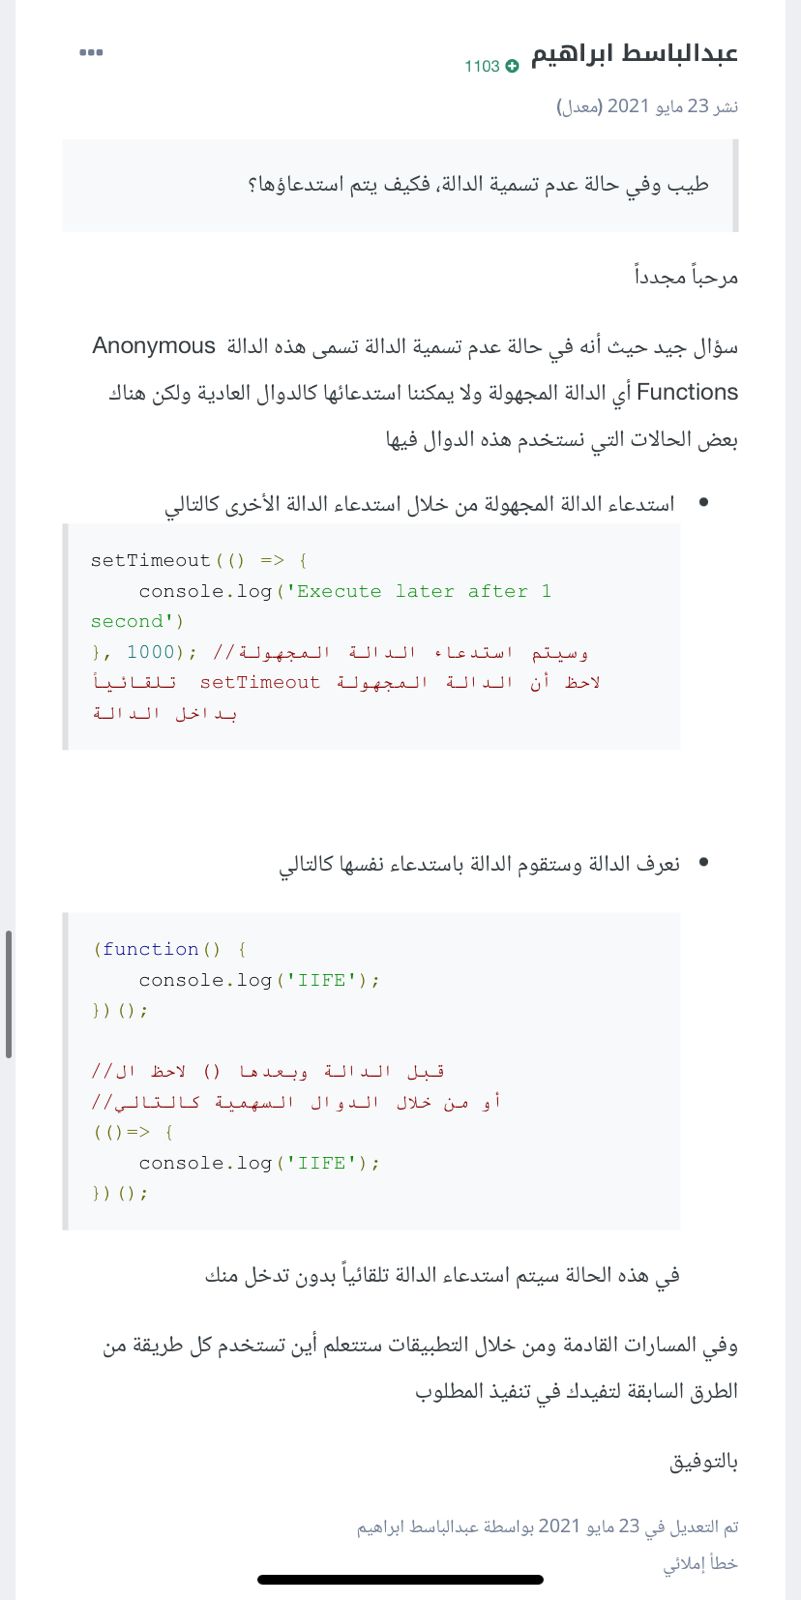 عبدالباسط ابراهيم
1103
نشر 23 مايو 2021 (معدل)
طيب وفي حالة عدم تسمية الدالة، فكيف يتم استدعاؤها؟
مرحباً مجدداً
سؤال جيد حيث أنه في حالة عدم تسمية الدالة تسمى هذه الدالة Anonymous
Functions أي الدالة المجهولة ولا يمكننا استدعائها كالدوال العادية ولكن هناك
بعض الحالات التي نستخدم هذه الدوال فيها
• استدعاء الدالة المجهولة من خلال استدعاء الدالة الأخرى كالتالي
setTimeout(() => {
    console.log('Execute later after 1
second')
}, 1000); //وسيتم استدعاء الدالة المجهولة
لاحظ أن الدالة المجهولة setTimeout تلقائياً
بداخل الدالة
• نعرف الدالة وستقوم الدالة باستدعاء نفسها كالتالي
(function() {
    console.log('IIFE');
})();
//قبل الدالة وبعدها () لاحظ ال
//أو من خلال الدوال السهمية كالتالي
(()=> {
    console.log('IIFE');
})();
في هذه الحالة سيتم استدعاء الدالة تلقائياً بدون تدخل منك
وفي المسارات القادمة ومن خلال التطبيقات ستتعلم أين تستخدم كل طريقة من
الطرق السابقة لتفيدك في تنفيذ المطلوب
بالتوفيق
تم التعديل في 23 مايو 2021 بواسطة عبدالباسط ابراهيم
خطأ إملائي